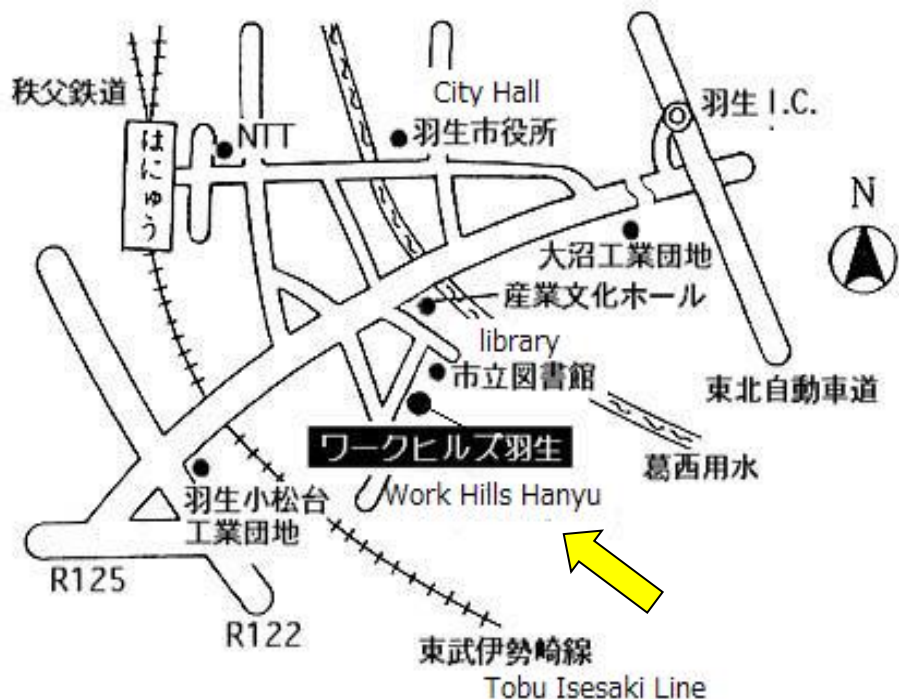 City Hall
秩父鉄道
羽生I.C.
NTT
羽生市役所
はにゅう
N
大沼工業団地
産業文化ホール
library
市立図書館
東北自動車道
ワークヒルズ羽生
葛西用水
Work Hills Hanyu
羽生小松台
工業団地
R125
R122
東武伊勢崎線
Tobu Isesaki Line